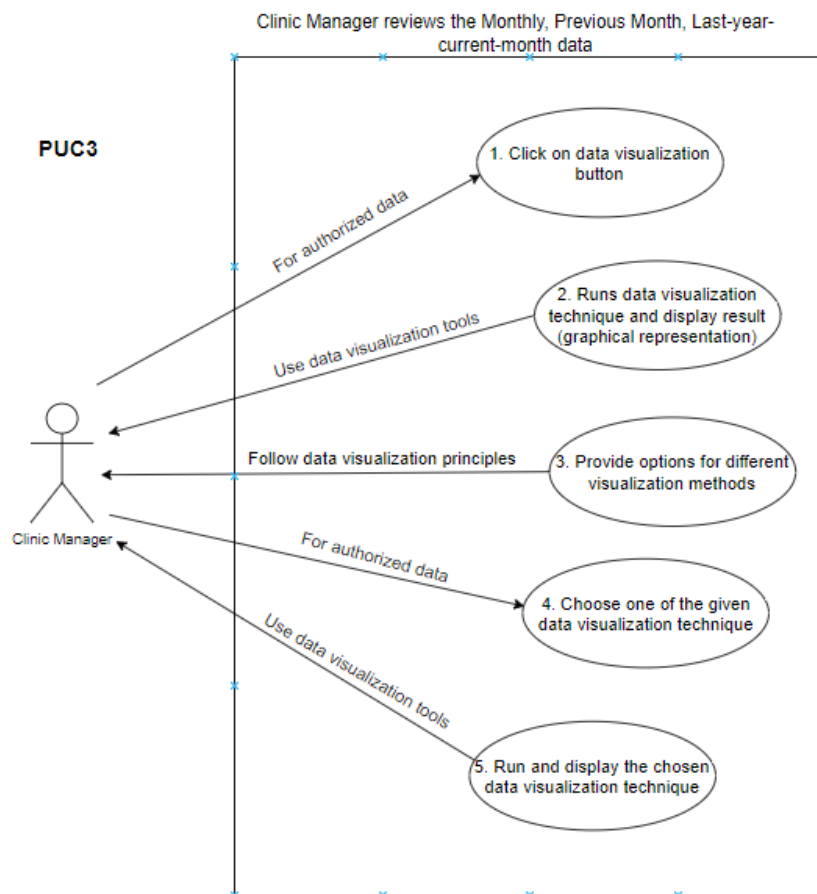 Clinic Manager reviews the Monthly, Previous Month, Last-year-
current-month data
PUC3
1. Click on data visualization
button
For authorized data
2. Runs data visualization
technique and display result
(graphical representation)
Use data visualization tools
Follow data visualization principles
3. Provide options for different
visualization methods
Clinic Manager
For authorized data
4. Choose one of the given
data visualization technique
Use data visualization tools
5. Run and display the chosen
data visualization technique